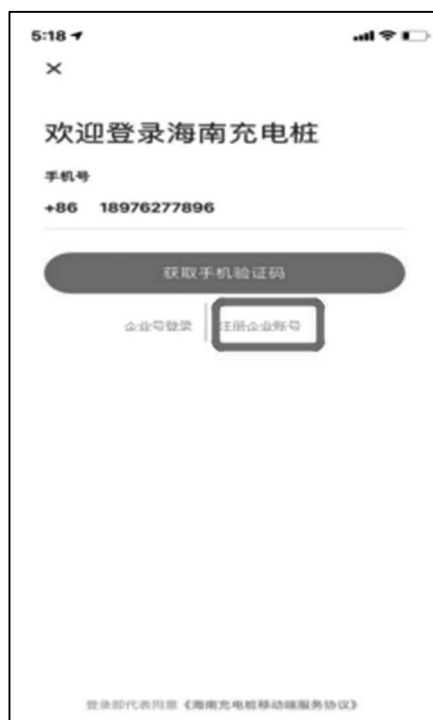 5:18
×
欢迎登录海南充电桩
手机号
+86 18976277896
获取手机验证码
企业号登录 注册企业账号
登录即代表同意《海南充电桩移动端服务协议》